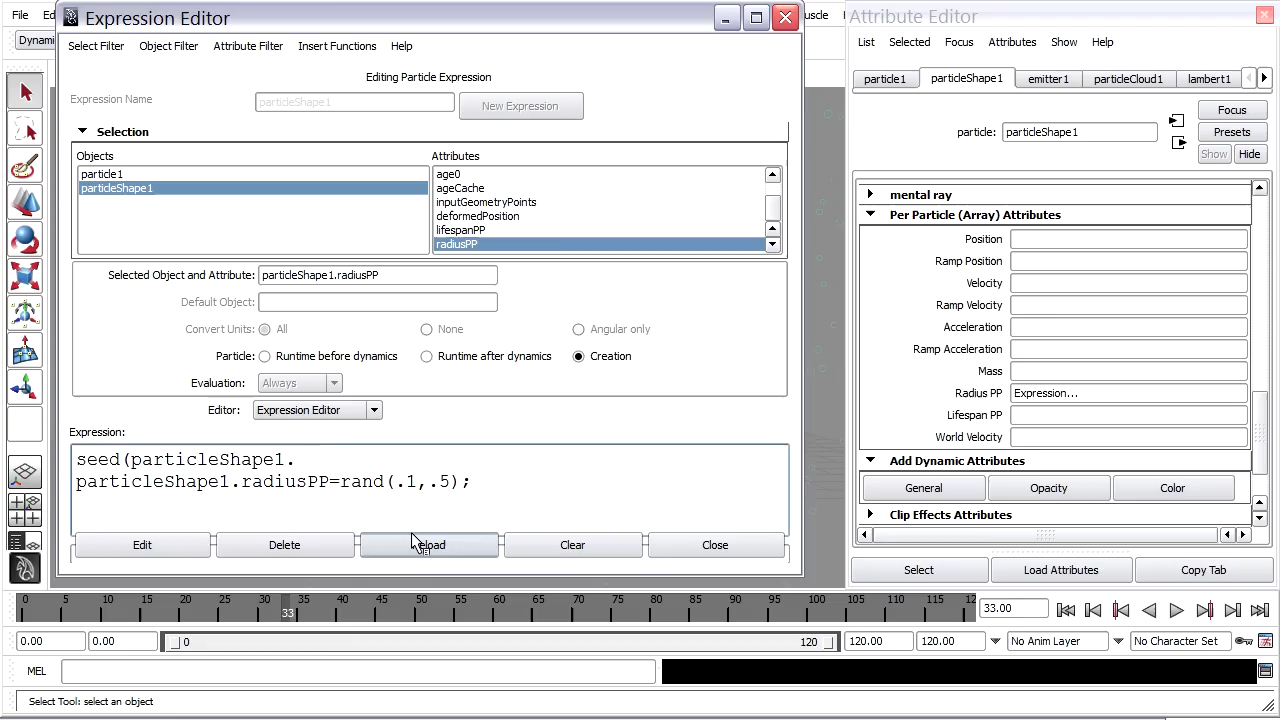 File
E
Expression Editor
uscle
Attribute Editor
Dynami
Select Filter Object Filter Attribute Filter Insert Functions Help
List Selected Focus Attributes Show Help
Editing Particle Expression
particle1 particleShape1 emitter1 particleCloud1 lambert1
Expression Name particleShape1 New Expression
Focus
Selection
particle: particleShape1 Presets
Show Hide
Objects Attributes
particle1
particleShape1
age0
ageCache
inputGeometryPoints
deformedPosition
lifespanPP
radiusPP
mental ray
Per Particle (Array) Attributes
Position
Ramp Position
Velocity
Ramp Velocity
Acceleration
Ramp Acceleration
Mass
Radius PP Expression...
Lifespan PP
World Velocity
Selected Object and Attribute: particleShape1.radiusPP
Default Object:
Convert Units: All None Angular only
Particle: Runtime before dynamics Runtime after dynamics Creation
Evaluation: Always
Editor: Expression Editor
Expression:
seed(particleShape1.
particleShape1.radiusPP=rand(.1,.5);
Add Dynamic Attributes
General Opacity Color
Clip Effects Attributes
Edit Delete load Clear Close
Select Load Attributes Copy Tab
0 5 10 15 20 25 30 35 40 45 50 55 60 65 70 75 80 85 90 95 100 105 110 115 12
33
33.00
0.00 0.00 0 120 120.00 120.00 No Anim Layer No Character Set
MEL
Select Tool: select an object